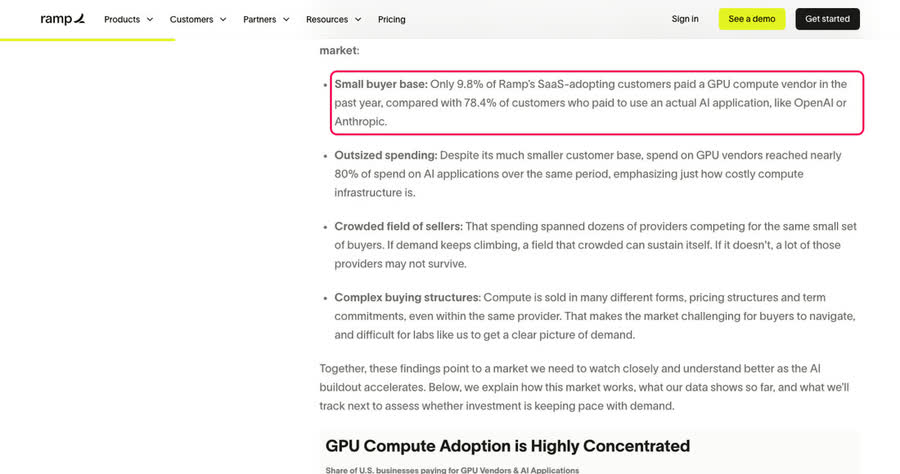 ramp
Products
Customers
Partners
Resources
Pricing
Sign in
See a demo
Get started
market:
• Small buyer base: Only 9.8% of Ramp's SaaS-adopting customers paid a GPU compute vendor in the
past year, compared with 78.4% of customers who paid to use an actual AI application, like OpenAI or
Anthropic.
• Outsized spending: Despite its much smaller customer base, spend on GPU vendors reached nearly
80% of spend on AI applications over the same period, emphasizing just how costly compute
infrastructure is.
• Crowded field of sellers: That spending spanned dozens of providers competing for the same small set
of buyers. If demand keeps climbing, a field that crowded can sustain itself. If it doesn't, a lot of those
providers may not survive.
• Complex buying structures: Compute is sold in many different forms, pricing structures and term
commitments, even within the same provider. That makes the market challenging for buyers to navigate,
and difficult for labs like us to get a clear picture of demand.
Together, these findings point to a market we need to watch closely and understand better as the AI
buildout accelerates. Below, we explain how this market works, what our data shows so far, and what we'll
track next to assess whether investment is keeping pace with demand.
GPU Compute Adoption is Highly Concentrated
Share of U.S. businesses paying for GPU Vendors & AI Applications